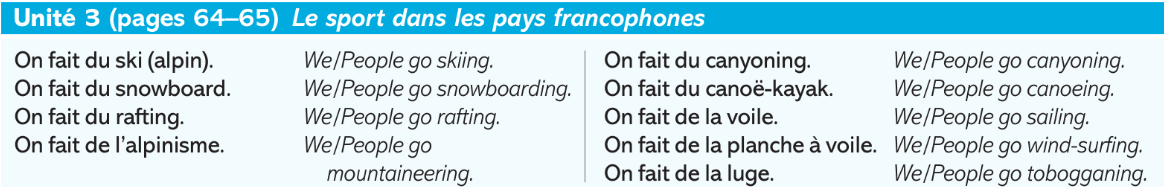 Unité 3 (pages 64–65) Le sport dans les pays francophones
On fait du ski (alpin). We/People go skiing.
On fait du snowboard. We/People go snowboarding.
On fait du rafting. We/People go rafting.
On fait de l’alpinisme. We/People go
mountaineering.
On fait du canyoning. We/People go canyoning.
On fait du canoë-kayak. We/People go canoeing.
On fait de la voile. We/People go sailing.
On fait de la planche à voile. We/People go wind-surfing.
On fait de la luge. We/People go tobogganing.